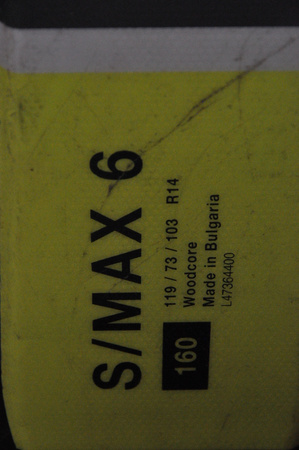 S/MAX 6
160
119 / 73 / 103 R14
Woodcore
Made in Bulgaria
L47364400